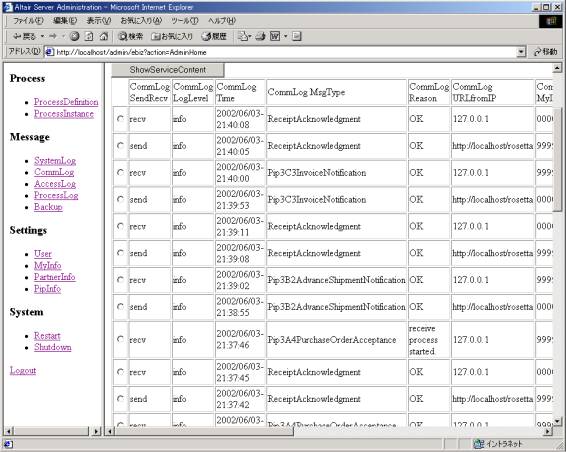 Altair Server Administration - Microsoft Internet Explorer
ファイル(F) 編集(E) 表示(V) お気に入り(A) ツール(T) ヘルプ(H)
戻る 検索 お気に入り 履歴
アドレス(D) http://localhost/admin/ebiz?action=AdminHome 移動
Process
ProcessDefinition
ProcessInstance
Message
SystemLog
CommLog
AccessLog
ProcessLog
Backup
Settings
User
MyInfo
PartnerInfo
PipInfo
System
Restart
Shutdown
Logout
ShowServiceContent
CommLog SendRecv CommLog LogLevel CommLog Time CommLog MsgType CommLog Reason CommLog URLfromIP
recv info 2002/06/03-21:40:08 ReceiptAcknowledgment OK 127.0.0.1 000
send info 2002/06/03-21:40:05 ReceiptAcknowledgment OK http://localhost/rosetta 999
recv info 2002/06/03-21:40:00 Pip3C3InvoiceNotification OK 127.0.0.1 999
send info 2002/06/03-21:39:53 Pip3C3InvoiceNotification OK http://localhost/rosetta 000
recv info 2002/06/03-21:39:11 ReceiptAcknowledgment OK 127.0.0.1 000
send info 2002/06/03-21:39:08 ReceiptAcknowledgment OK http://localhost/rosetta 999
recv info 2002/06/03-21:39:02 Pip3B2AdvanceShipmentNotification OK 127.0.0.1 999
send info 2002/06/03-21:38:55 Pip3B2AdvanceShipmentNotification OK http://localhost/rosetta 000
recv info 2002/06/03-21:37:46 Pip3A4PurchaseOrderAcceptance receive process started. 127.0.0.1 999
recv info 2002/06/03-21:37:45 ReceiptAcknowledgment OK 127.0.0.1 000
send info 2002/06/03-21:37:42 ReceiptAcknowledgment OK http://localhost/rosetta 999
recv info 2002/06/03- Pip3A4PurchaseOrderAcceptance OK 127.0.0.1 999
イントラネット